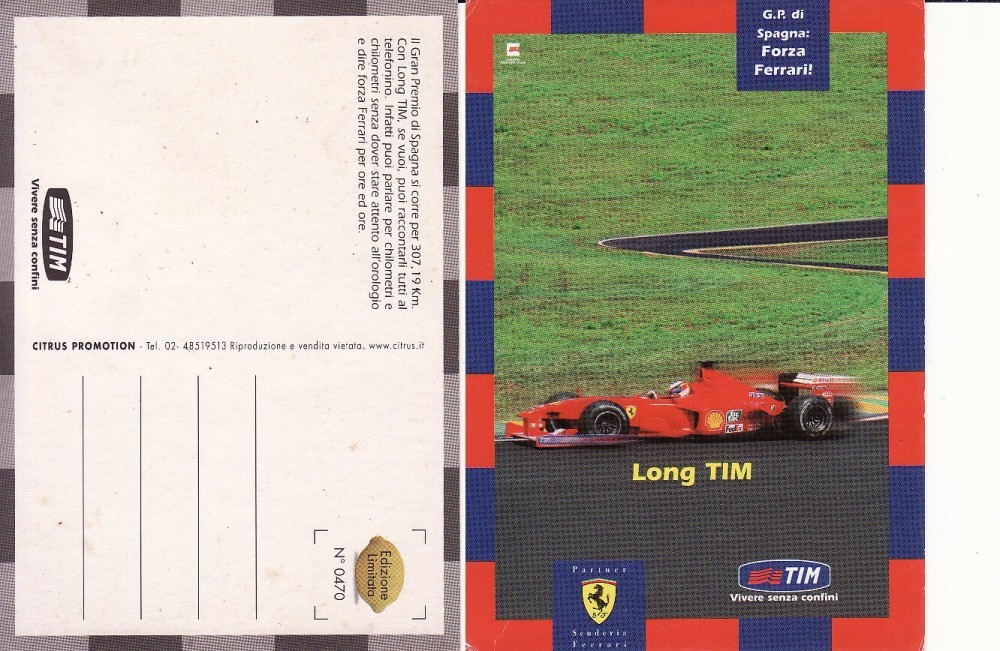 Il Gran Premio di Spagna si corre per 307,19 Km.
Con Long TIM, se vuoi, puoi raccontarli tutti al
telefonino. Infatti puoi parlare per chilometri e
chilometri senza dover stare attento all'orologio
e dire forza Ferrari per ore ed ore.
TIM
Vivere senza confini
CITRUS PROMOTION - Tel. 02- 48519513 Riproduzione e vendita vietata. www.citrus.it
Edizione
Limitata
N° 0470
G.P. di
Spagna:
Forza
Ferrari!
Shell
FedEx
Long TIM
Partner
S F
Scuderia
Ferrari
TIM
Vivere senza confini